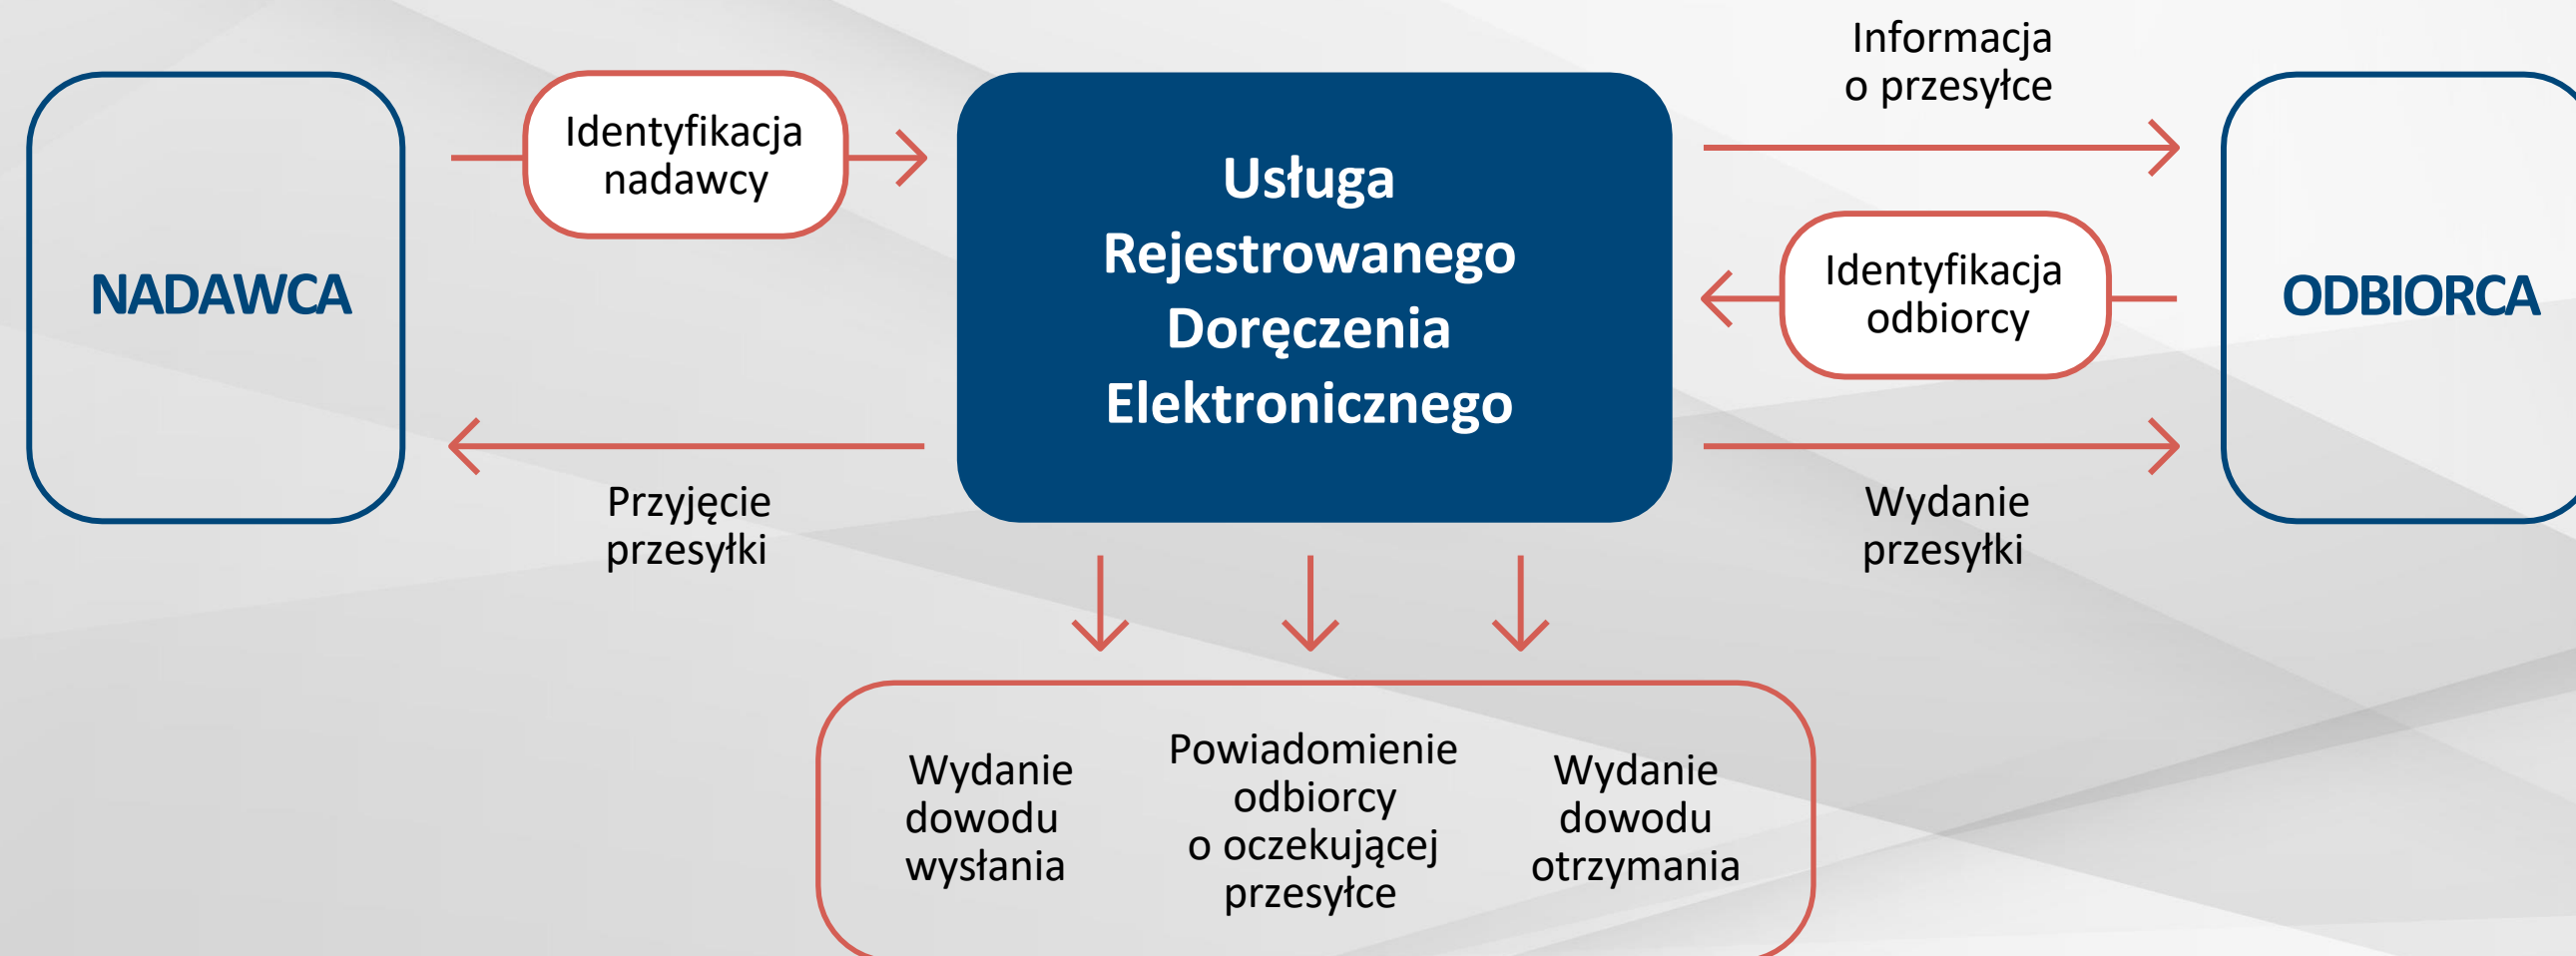 NADAWCA
Identyfikacja
nadawcy
Przyjęcie
przesyłki
Usługa
Rejestrowanego
Doręczenia
Elektronicznego
Informacja
o przesyłce
Identyfikacja
odbiorcy
Wydanie
przesyłki
ODBIORCA
Wydanie
dowodu
wysłania
Powiadomienie
odbiorcy
o oczekującej
przesyłce
Wydanie
dowodu
otrzymania